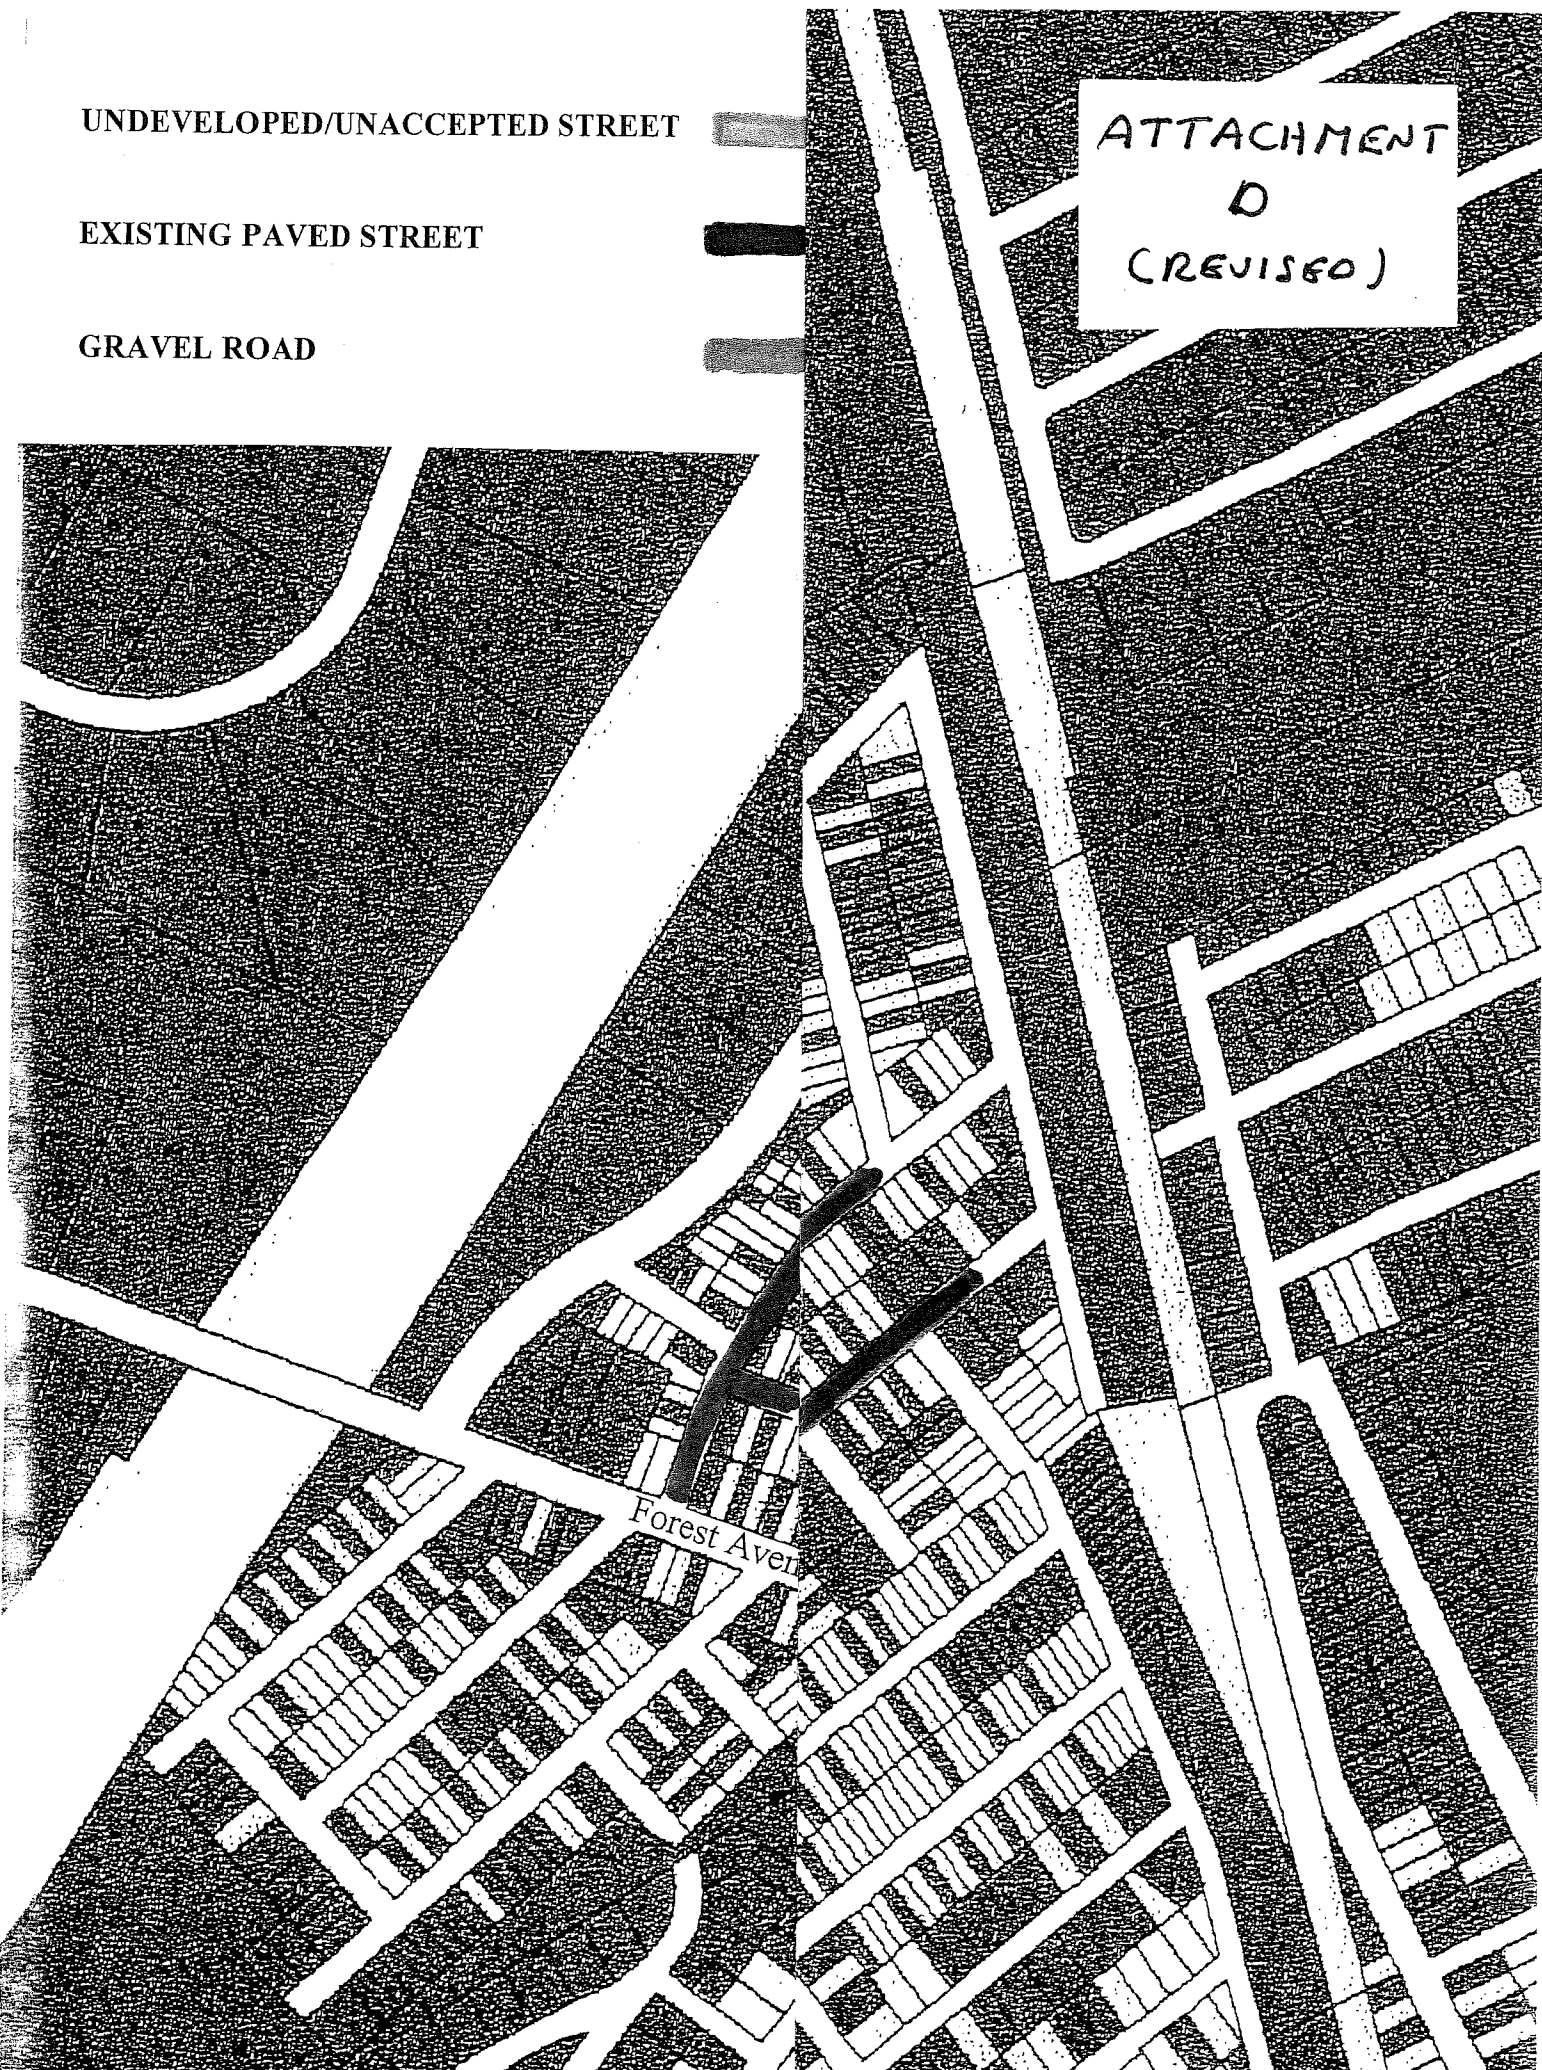 UNDEVELOPED/UNACCEPTED STREET
EXISTING PAVED STREET
GRAVEL ROAD
ATTACHMENT
D
(REVISED)
Forest Aven